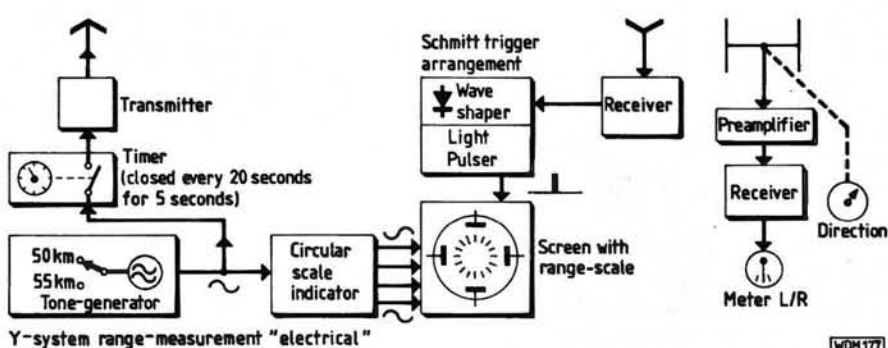 Transmitter
Timer
(closed every 20 seconds
for 5 seconds)
50km
55km
Tone-generator
Circular
scale
indicator
Schmitt trigger
arrangement
Wave
shaper
Light
Pulser
Receiver
Screen with
range-scale
Preamplifier
Receiver
Direction
Meter L/R
Y-system range-measurement "electrical"
WDM177